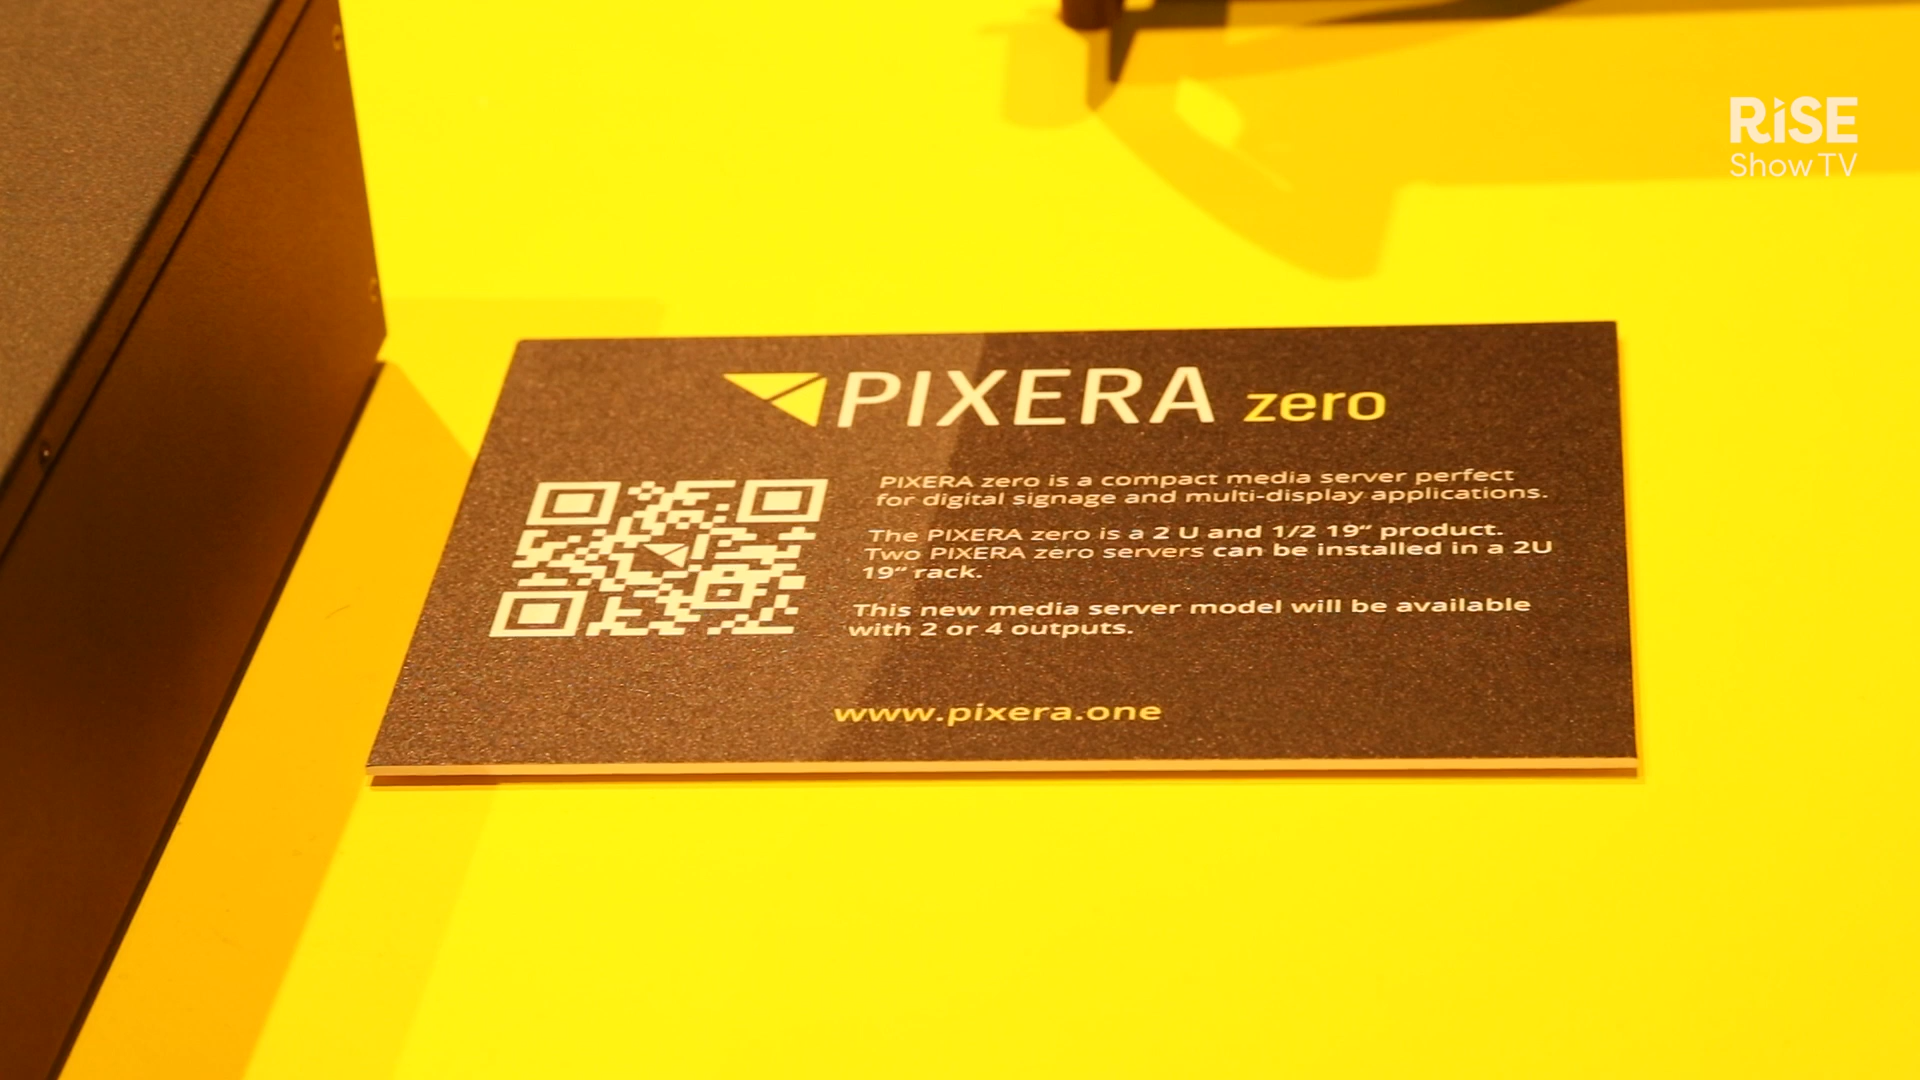 RiSE
Show TV
PIXERA zero
PIXERA zero is a compact media server perfect
for digital signage and multi-display applications.
The PIXERA zero is a 2 U and 1/2 19“ product.
Two PIXERA zero servers can be installed in a 2U
19“ rack.
This new media server model will be available
with 2 or 4 outputs.
www.pixera.one